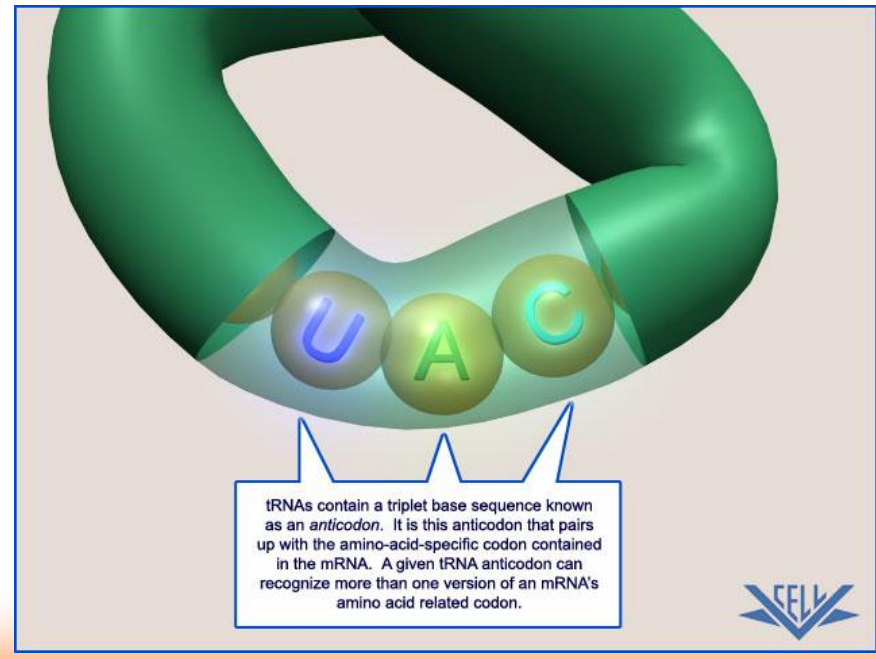 U A C
tRNAs contain a triplet base sequence known
as an anticodon. It is this anticodon that pairs
up with the amino-acid-specific codon contained
in the mRNA. A given tRNA anticodon can
recognize more than one version of an mRNA's
amino acid related codon.
CELL